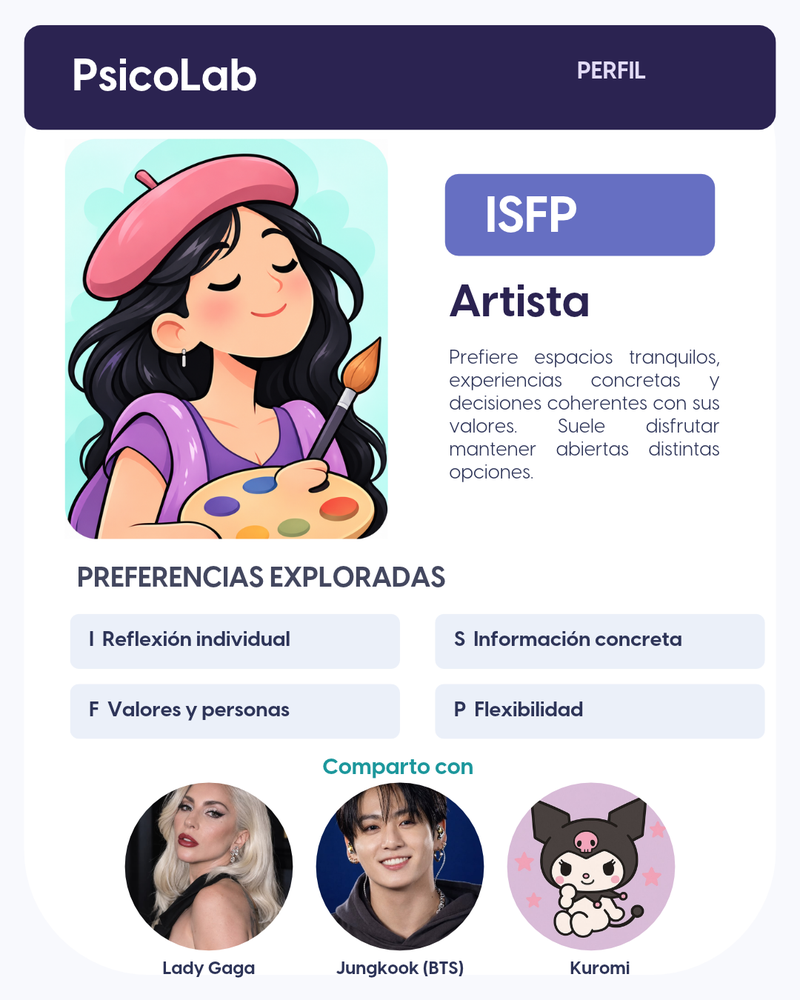 PsicoLab
PERFIL
ISFP
Artista
Prefiere espacios tranquilos,
experiencias concretas y
decisiones coherentes con sus
valores. Suele disfrutar
mantener abiertas distintas
opciones.
PREFERENCIAS EXPLORADAS
I Reflexión individual
S Información concreta
F Valores y personas
P Flexibilidad
Comparto con
Lady Gaga
Jungkook (BTS)
Kuromi